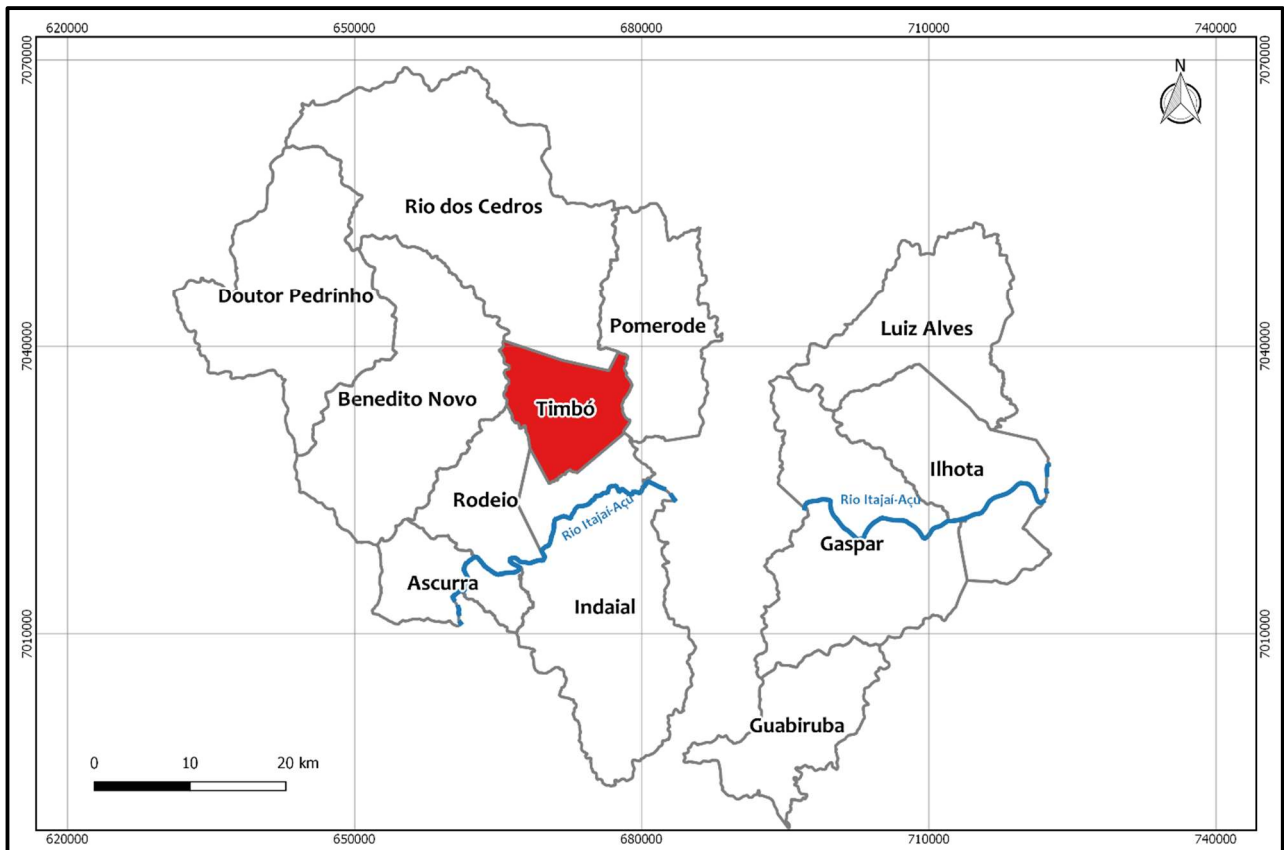 620000
650000
680000
710000
740000
7070000
7070000
N
Rio dos Cedros
Doutor Pedrinho
Pomerode
Luiz Alves
7040000
7040000
Benedito Novo
Timbó
Ilhota
Rodeio
Rio Itajaí-Açu
Rio Itajaí-Açu
Gaspar
Ascurra
Indaial
7010000
7010000
Guabiruba
0
10
20 km
620000
650000
680000
710000
740000